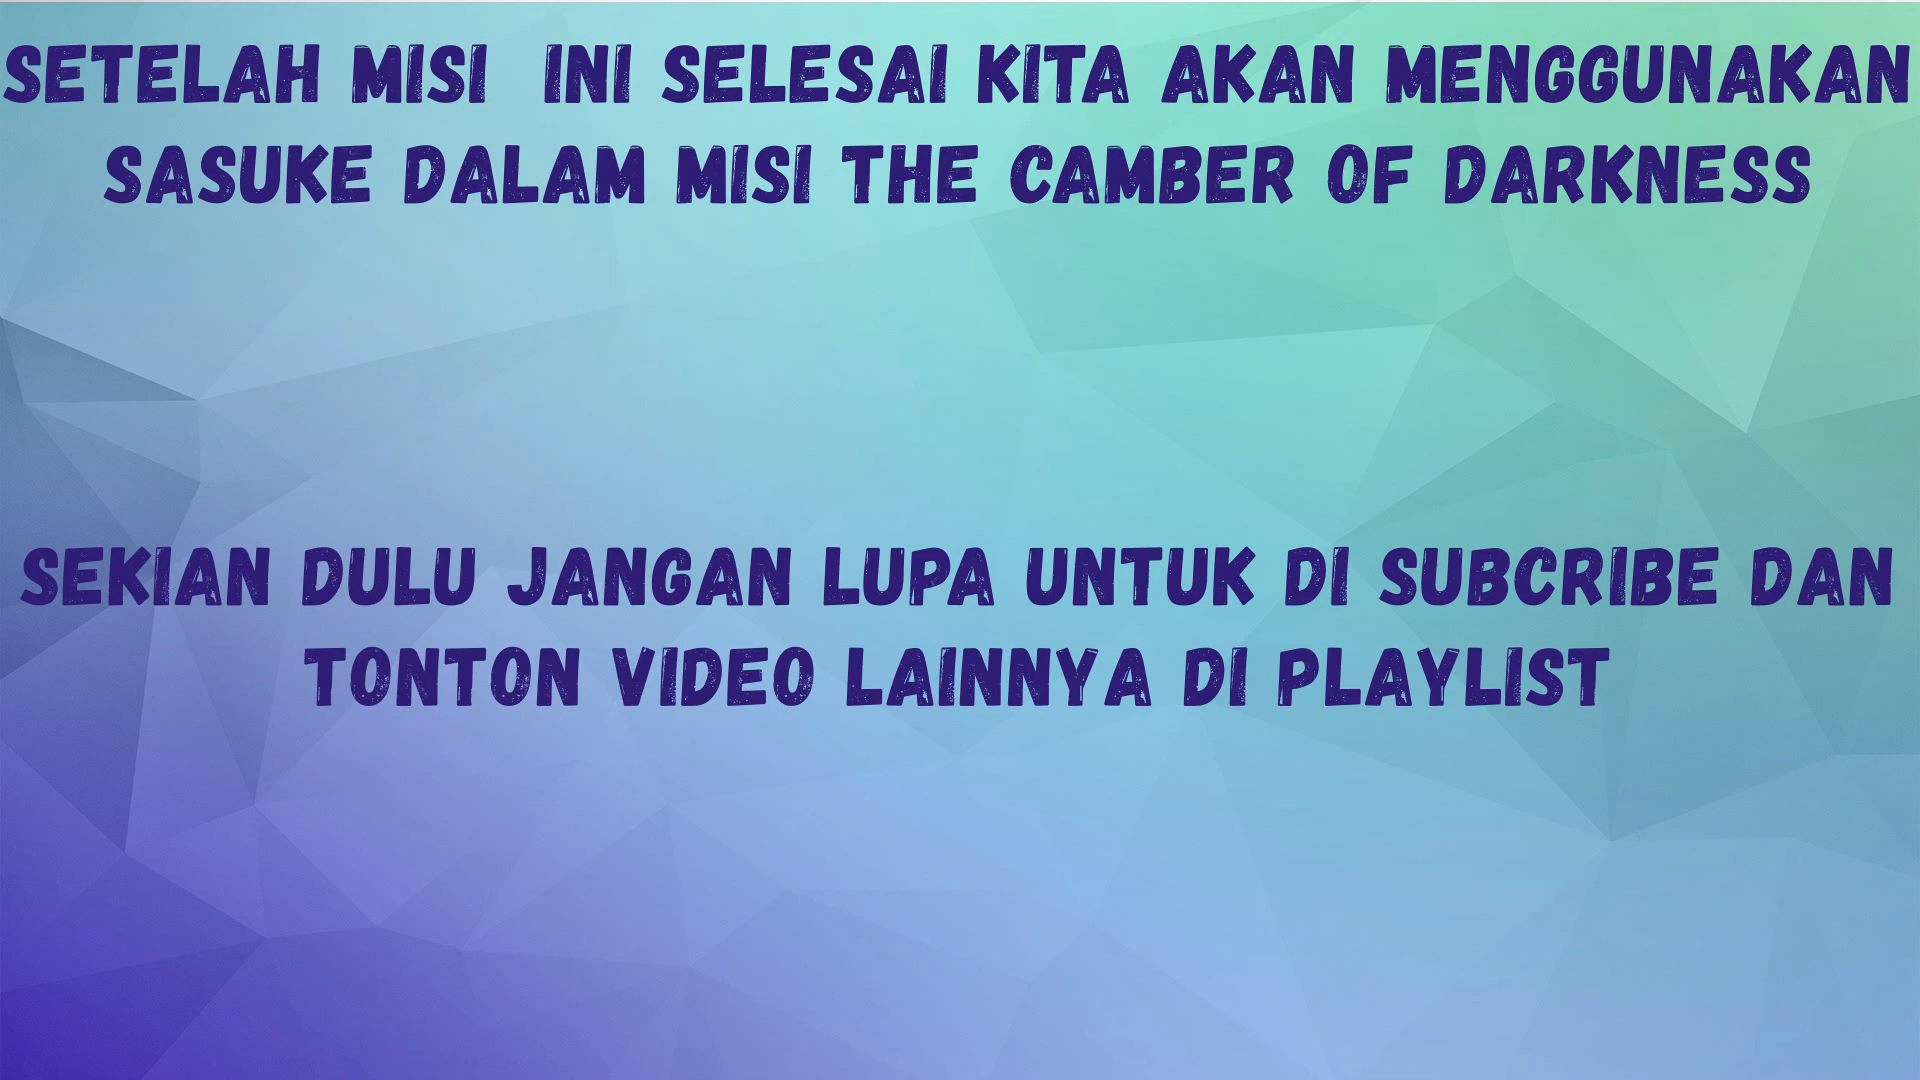 SETELAH MISI  INI SELESAI KITA AKAN MENGGUNAKAN
SASUKE DALAM MISI THE CAMBER OF DARKNESS
SEKIAN DULU JANGAN LUPA UNTUK DI SUBCRIBE DAN
TONTON VIDEO LAINNYA DI PLAYLIST